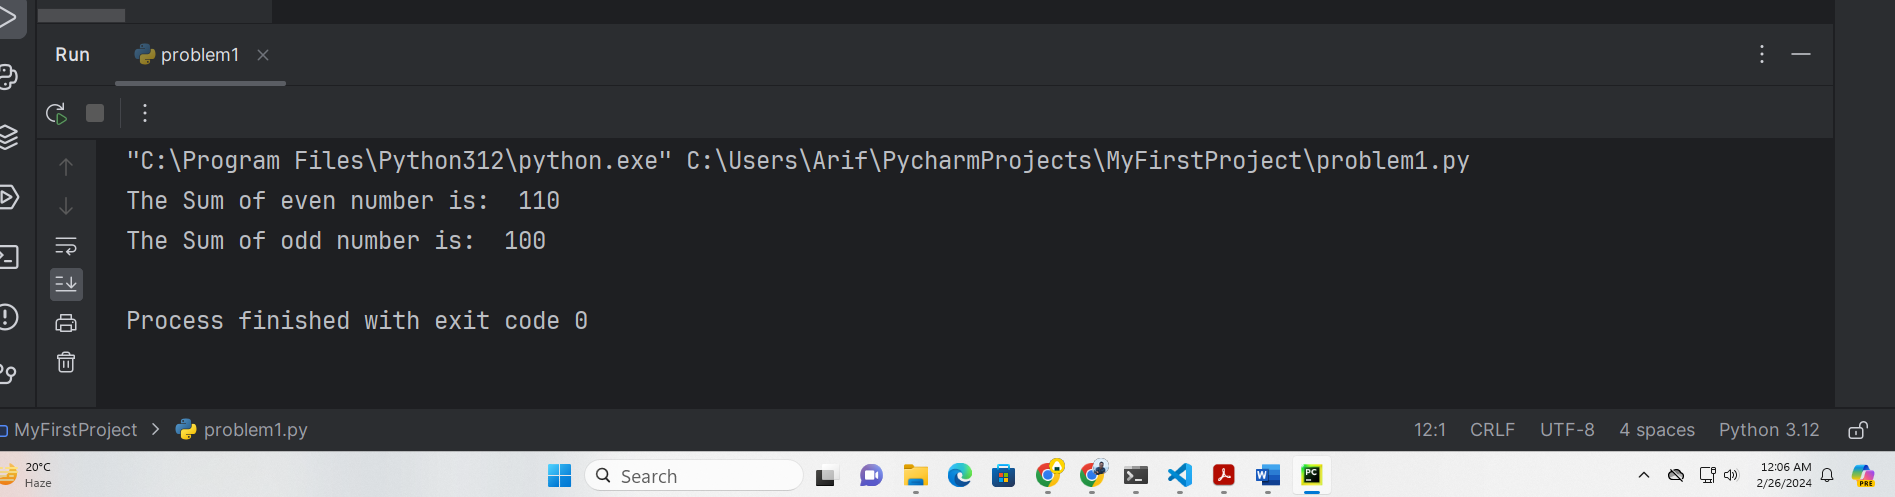 Run problem1
"C:\Program Files\Python312\python.exe" C:\Users\Arif\PycharmProjects\MyFirstProject\problem1.py
The Sum of even number is:  110
The Sum of odd number is:  100
Process finished with exit code 0
MyFirstProject > problem1.py 12:1 CRLF UTF-8 4 spaces Python 3.12
20°C
Haze
Search
PC
12:06 AM
2/26/2024
PRE